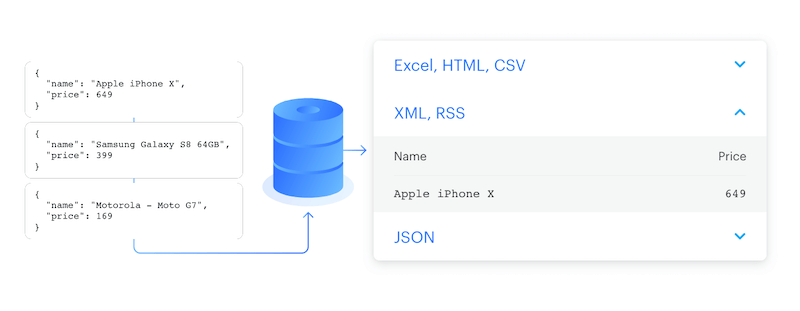 {
"name": "Apple iPhone X",
"price": 649
}
{
"name": "Samsung Galaxy S8 64GB",
"price": 399
}
{
"name": "Motorola - Moto G7",
"price": 169
}
Excel, HTML, CSV
XML, RSS
Name Price
Apple iPhone X 649
JSON